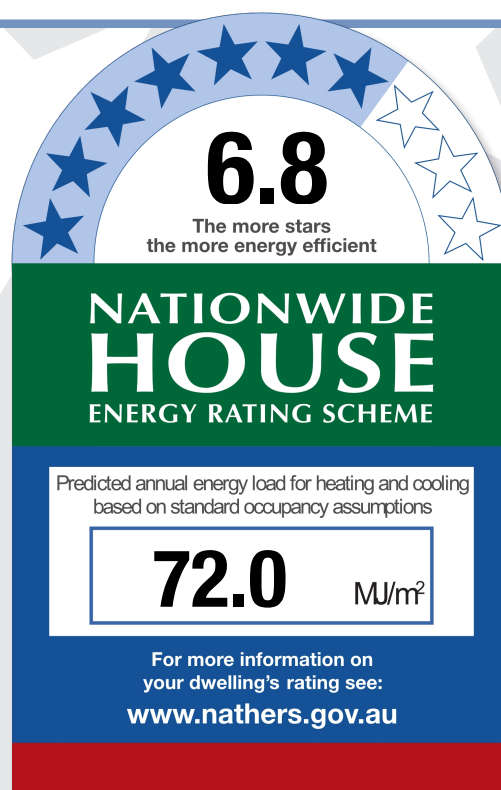 6.8
The more stars
the more energy efficient
NATIONWIDE
HOUSE
ENERGY RATING SCHEME
Predicted annual energy load for heating and cooling
based on standard occupancy assumptions
72.0 MJ/m²
For more information on
your dwelling's rating see:
www.nathers.gov.au